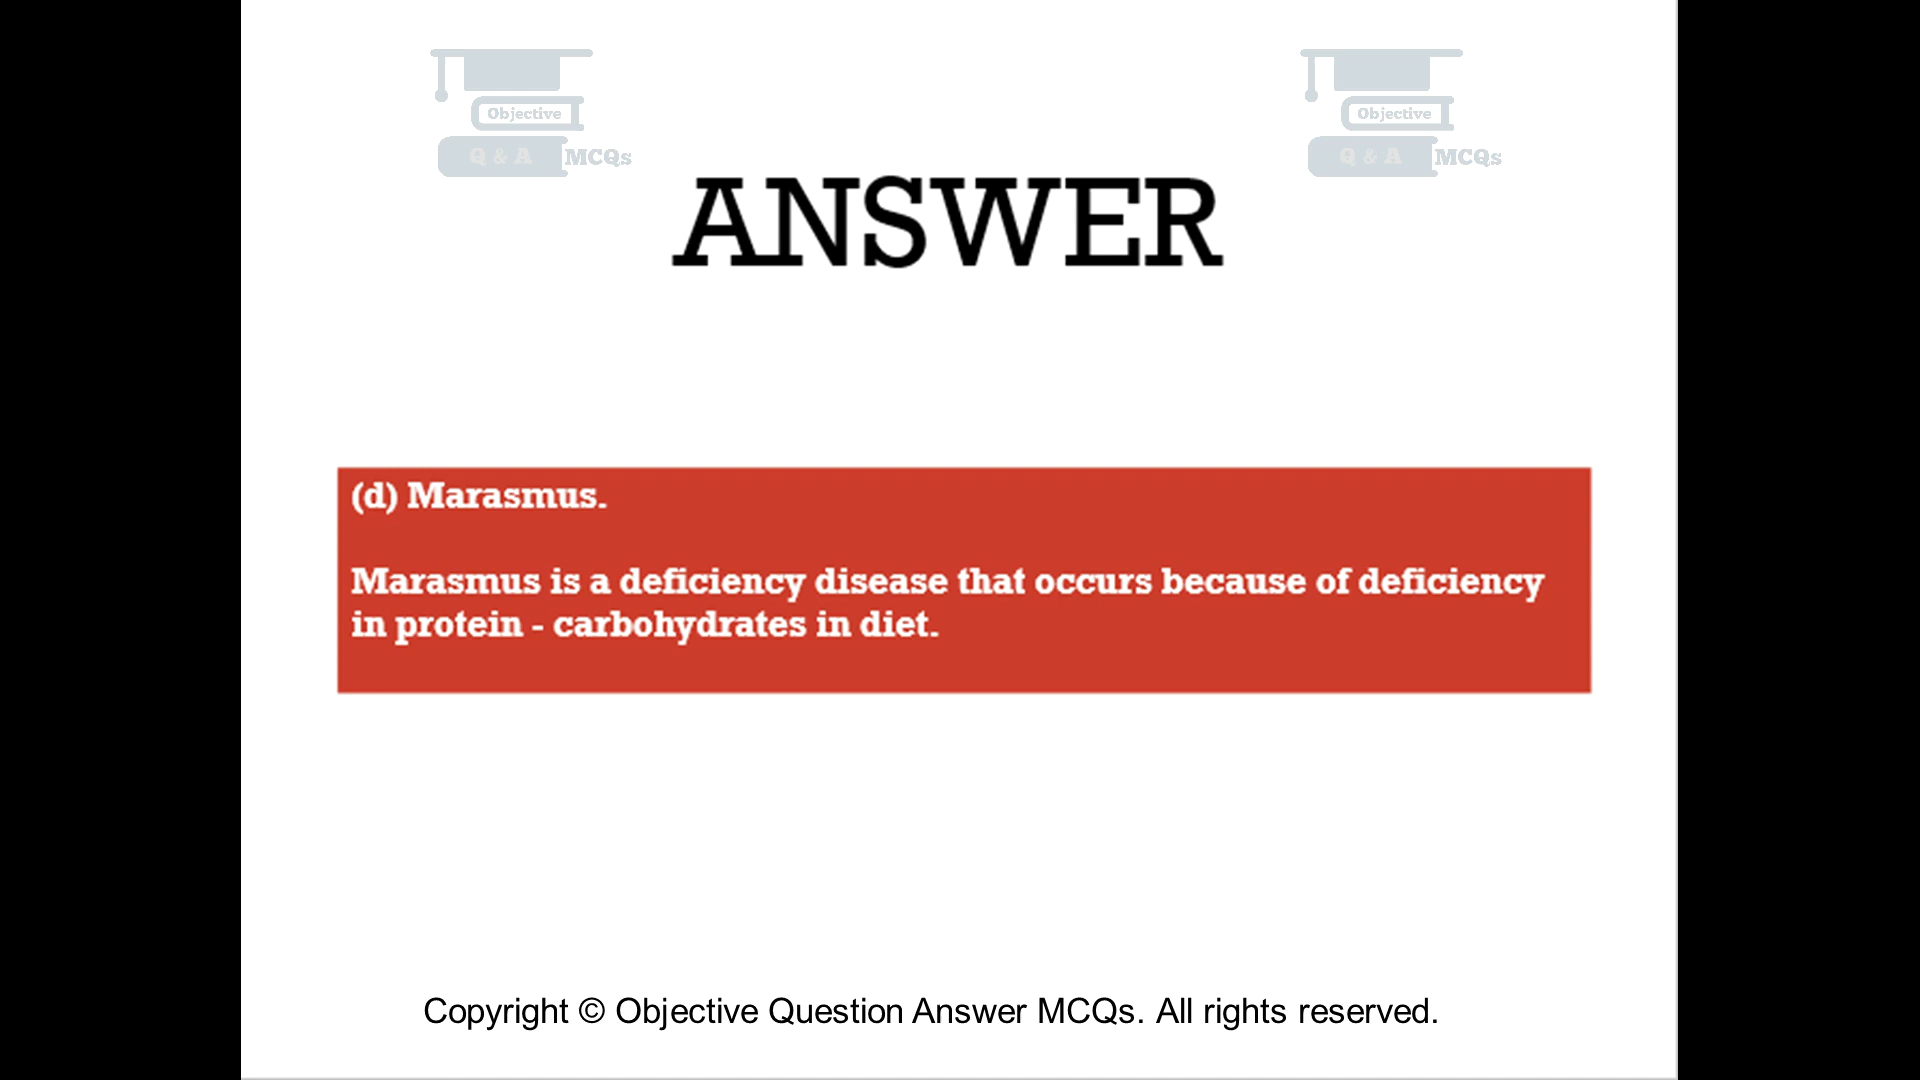 Objective
Q & A MCQs
Objective
Q & A MCQs
ANSWER
(d) Marasmus.
Marasmus is a deficiency disease that occurs because of deficiency
in protein - carbohydrates in diet.
Copyright © Objective Question Answer MCQs. All rights reserved.